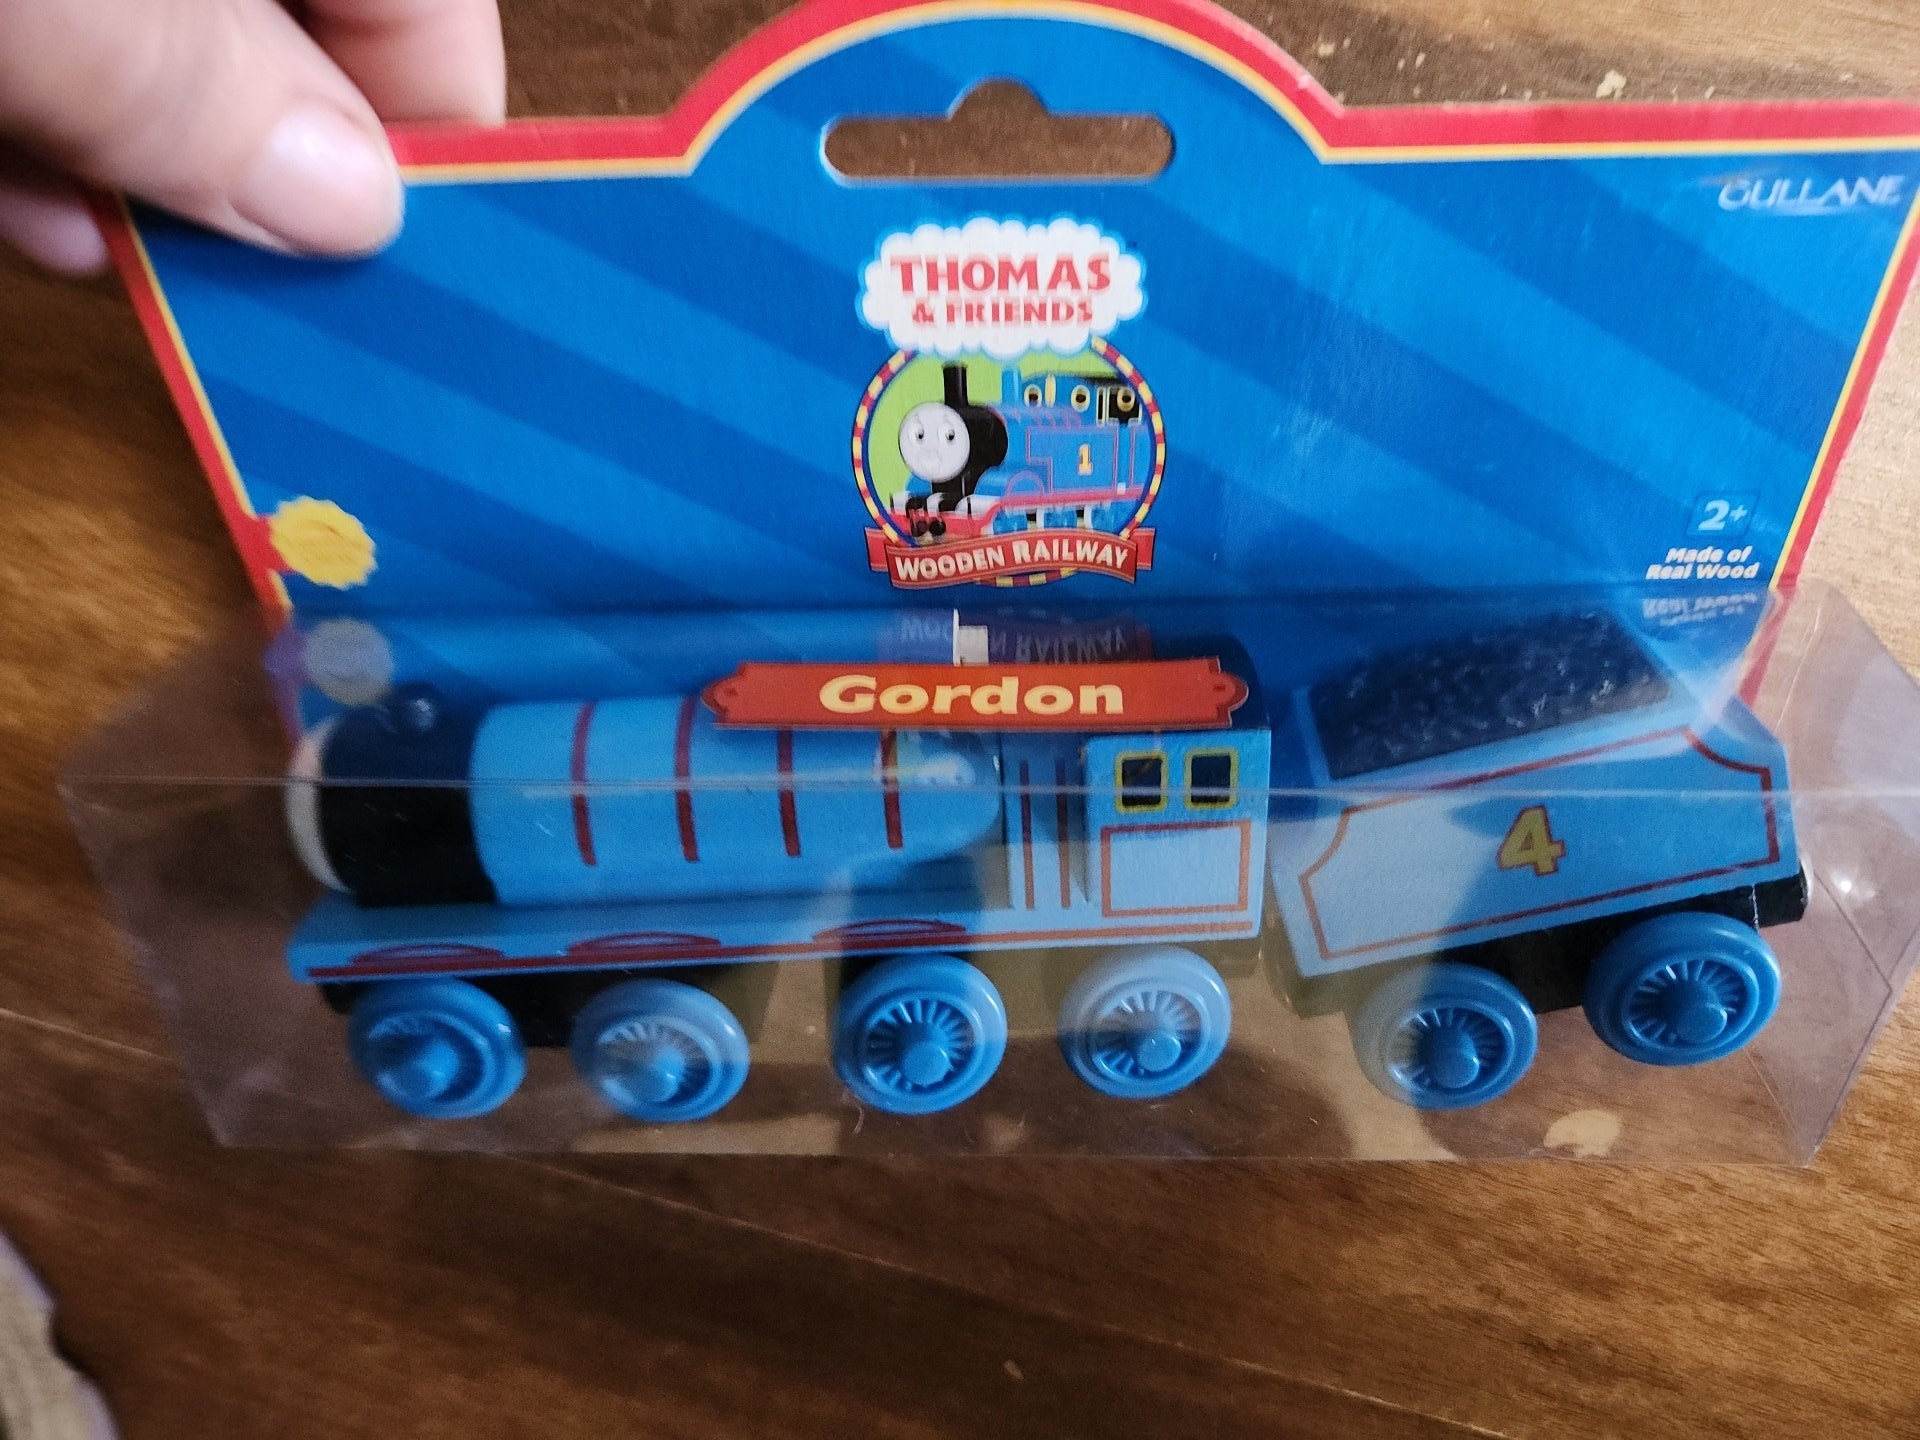 GULLANE
THOMAS
& FRIENDS
1
WOODEN RAILWAY
2+
Made of
Real Wood
Gordon
4